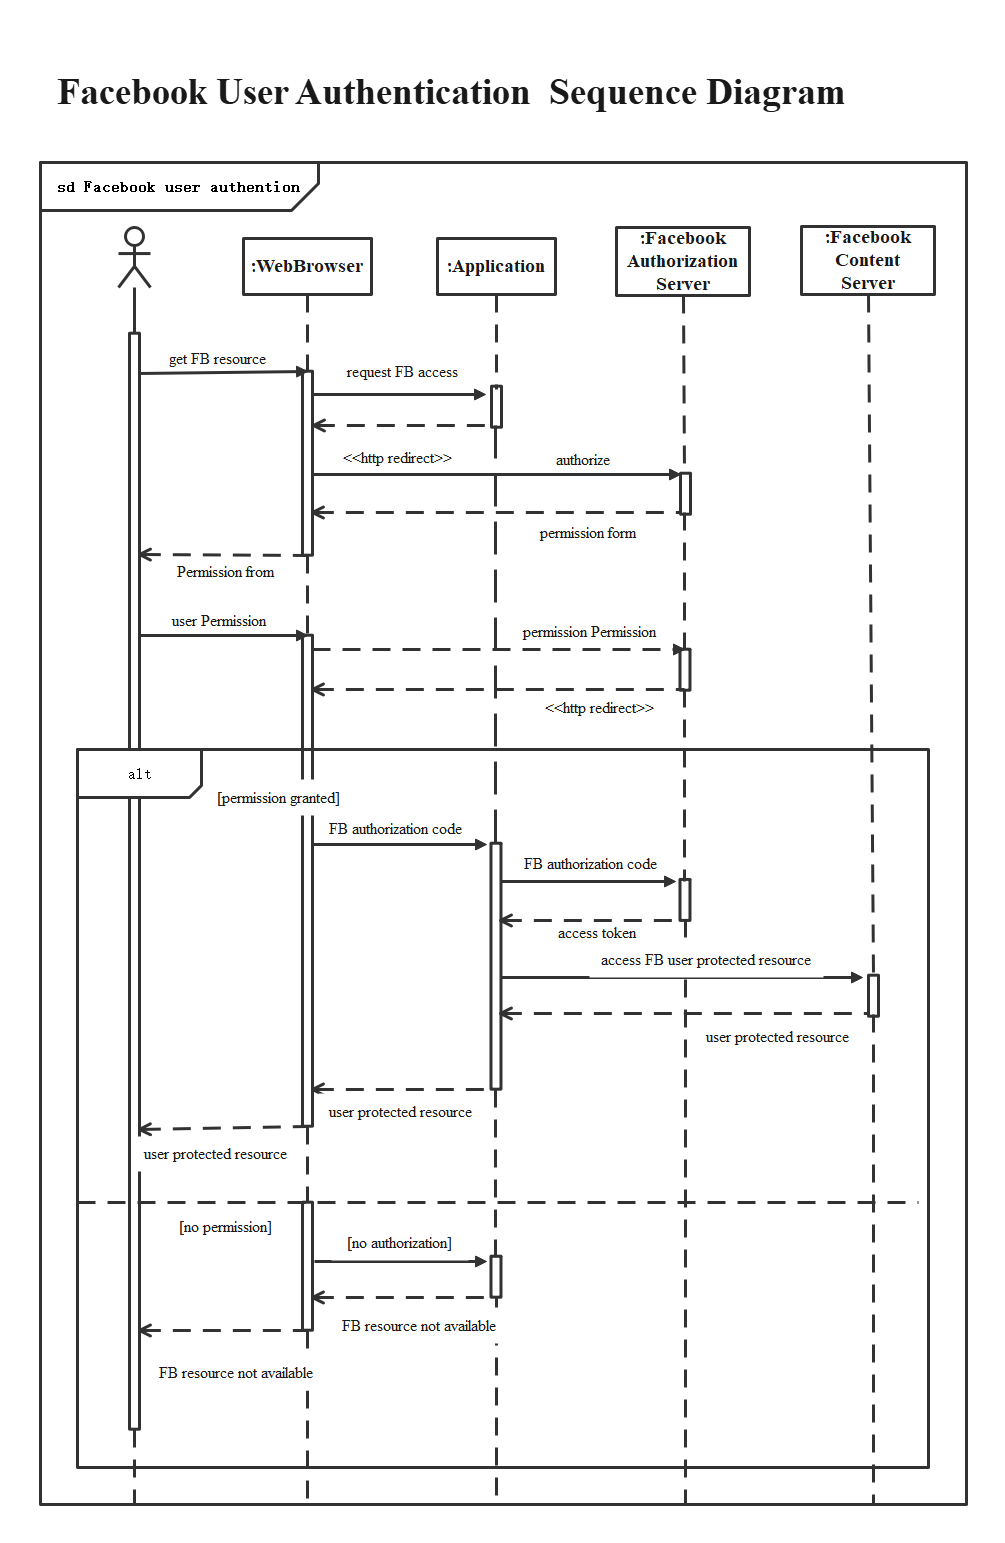 Facebook User Authentication Sequence Diagram
sd Facebook user authention
:WebBrowser
:Application
:Facebook
Authorization
Server
:Facebook
Content
Server
get FB resource
request FB access
<<http redirect>>
authorize
permission form
Permission from
user Permission
permission Permission
<<http redirect>>
alt
[permission granted]
FB authorization code
FB authorization code
access token
access FB user protected resource
user protected resource
user protected resource
user protected resource
[no permission]
[no authorization]
FB resource not available
FB resource not available